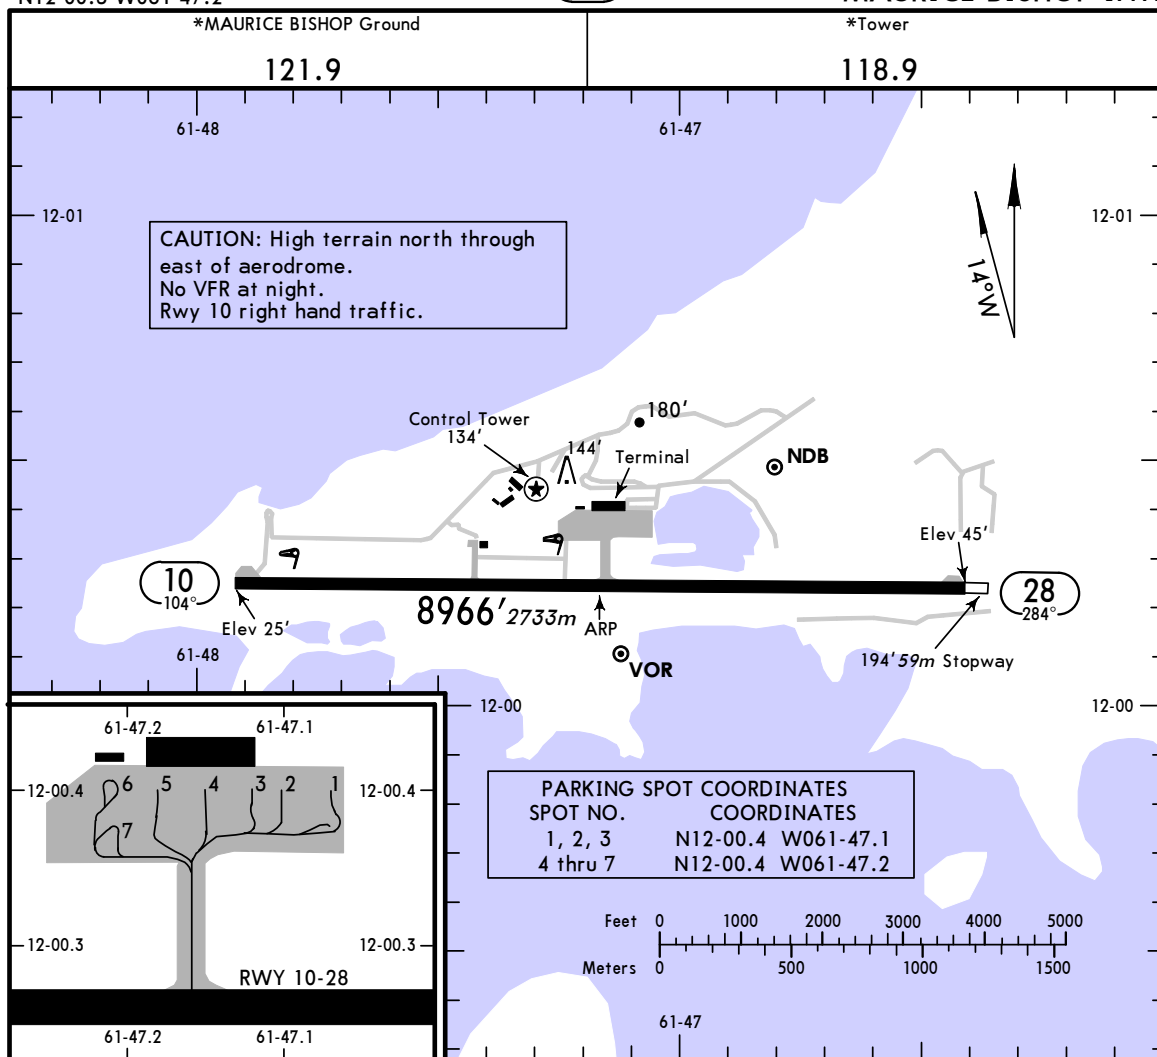 *MAURICE BISHOP Ground
*Tower
121.9
118.9
61-48
61-47
12-01
12-01
CAUTION: High terrain north through
east of aerodrome.
No VFR at night.
Rwy 10 right hand traffic.
14°W
180'
Control Tower
134'
144'
Terminal
NDB
Elev 45'
10
104°
28
284°
8966' 2733m
ARP
Elev 25'
61-48
VOR
194' 59m Stopway
12-00
12-00
61-47.2
61-47.1
12-00.4
6
5
4
3
2
1
12-00.4
7
12-00.3
12-00.3
RWY 10-28
61-47.2
61-47.1
PARKING SPOT COORDINATES
SPOT NO. COORDINATES
1, 2, 3 N12-00.4 W061-47.1
4 thru 7 N12-00.4 W061-47.2
Feet 0 1000 2000 3000 4000 5000
Meters 0 500 1000 1500
61-47